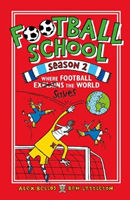 FOOTBALL
SCHOOL
SEASON 2
WHERE FOOTBALL
EXPLAINS THE WORLD
Saves
ALEX BELLOS BEN LYTTLETON